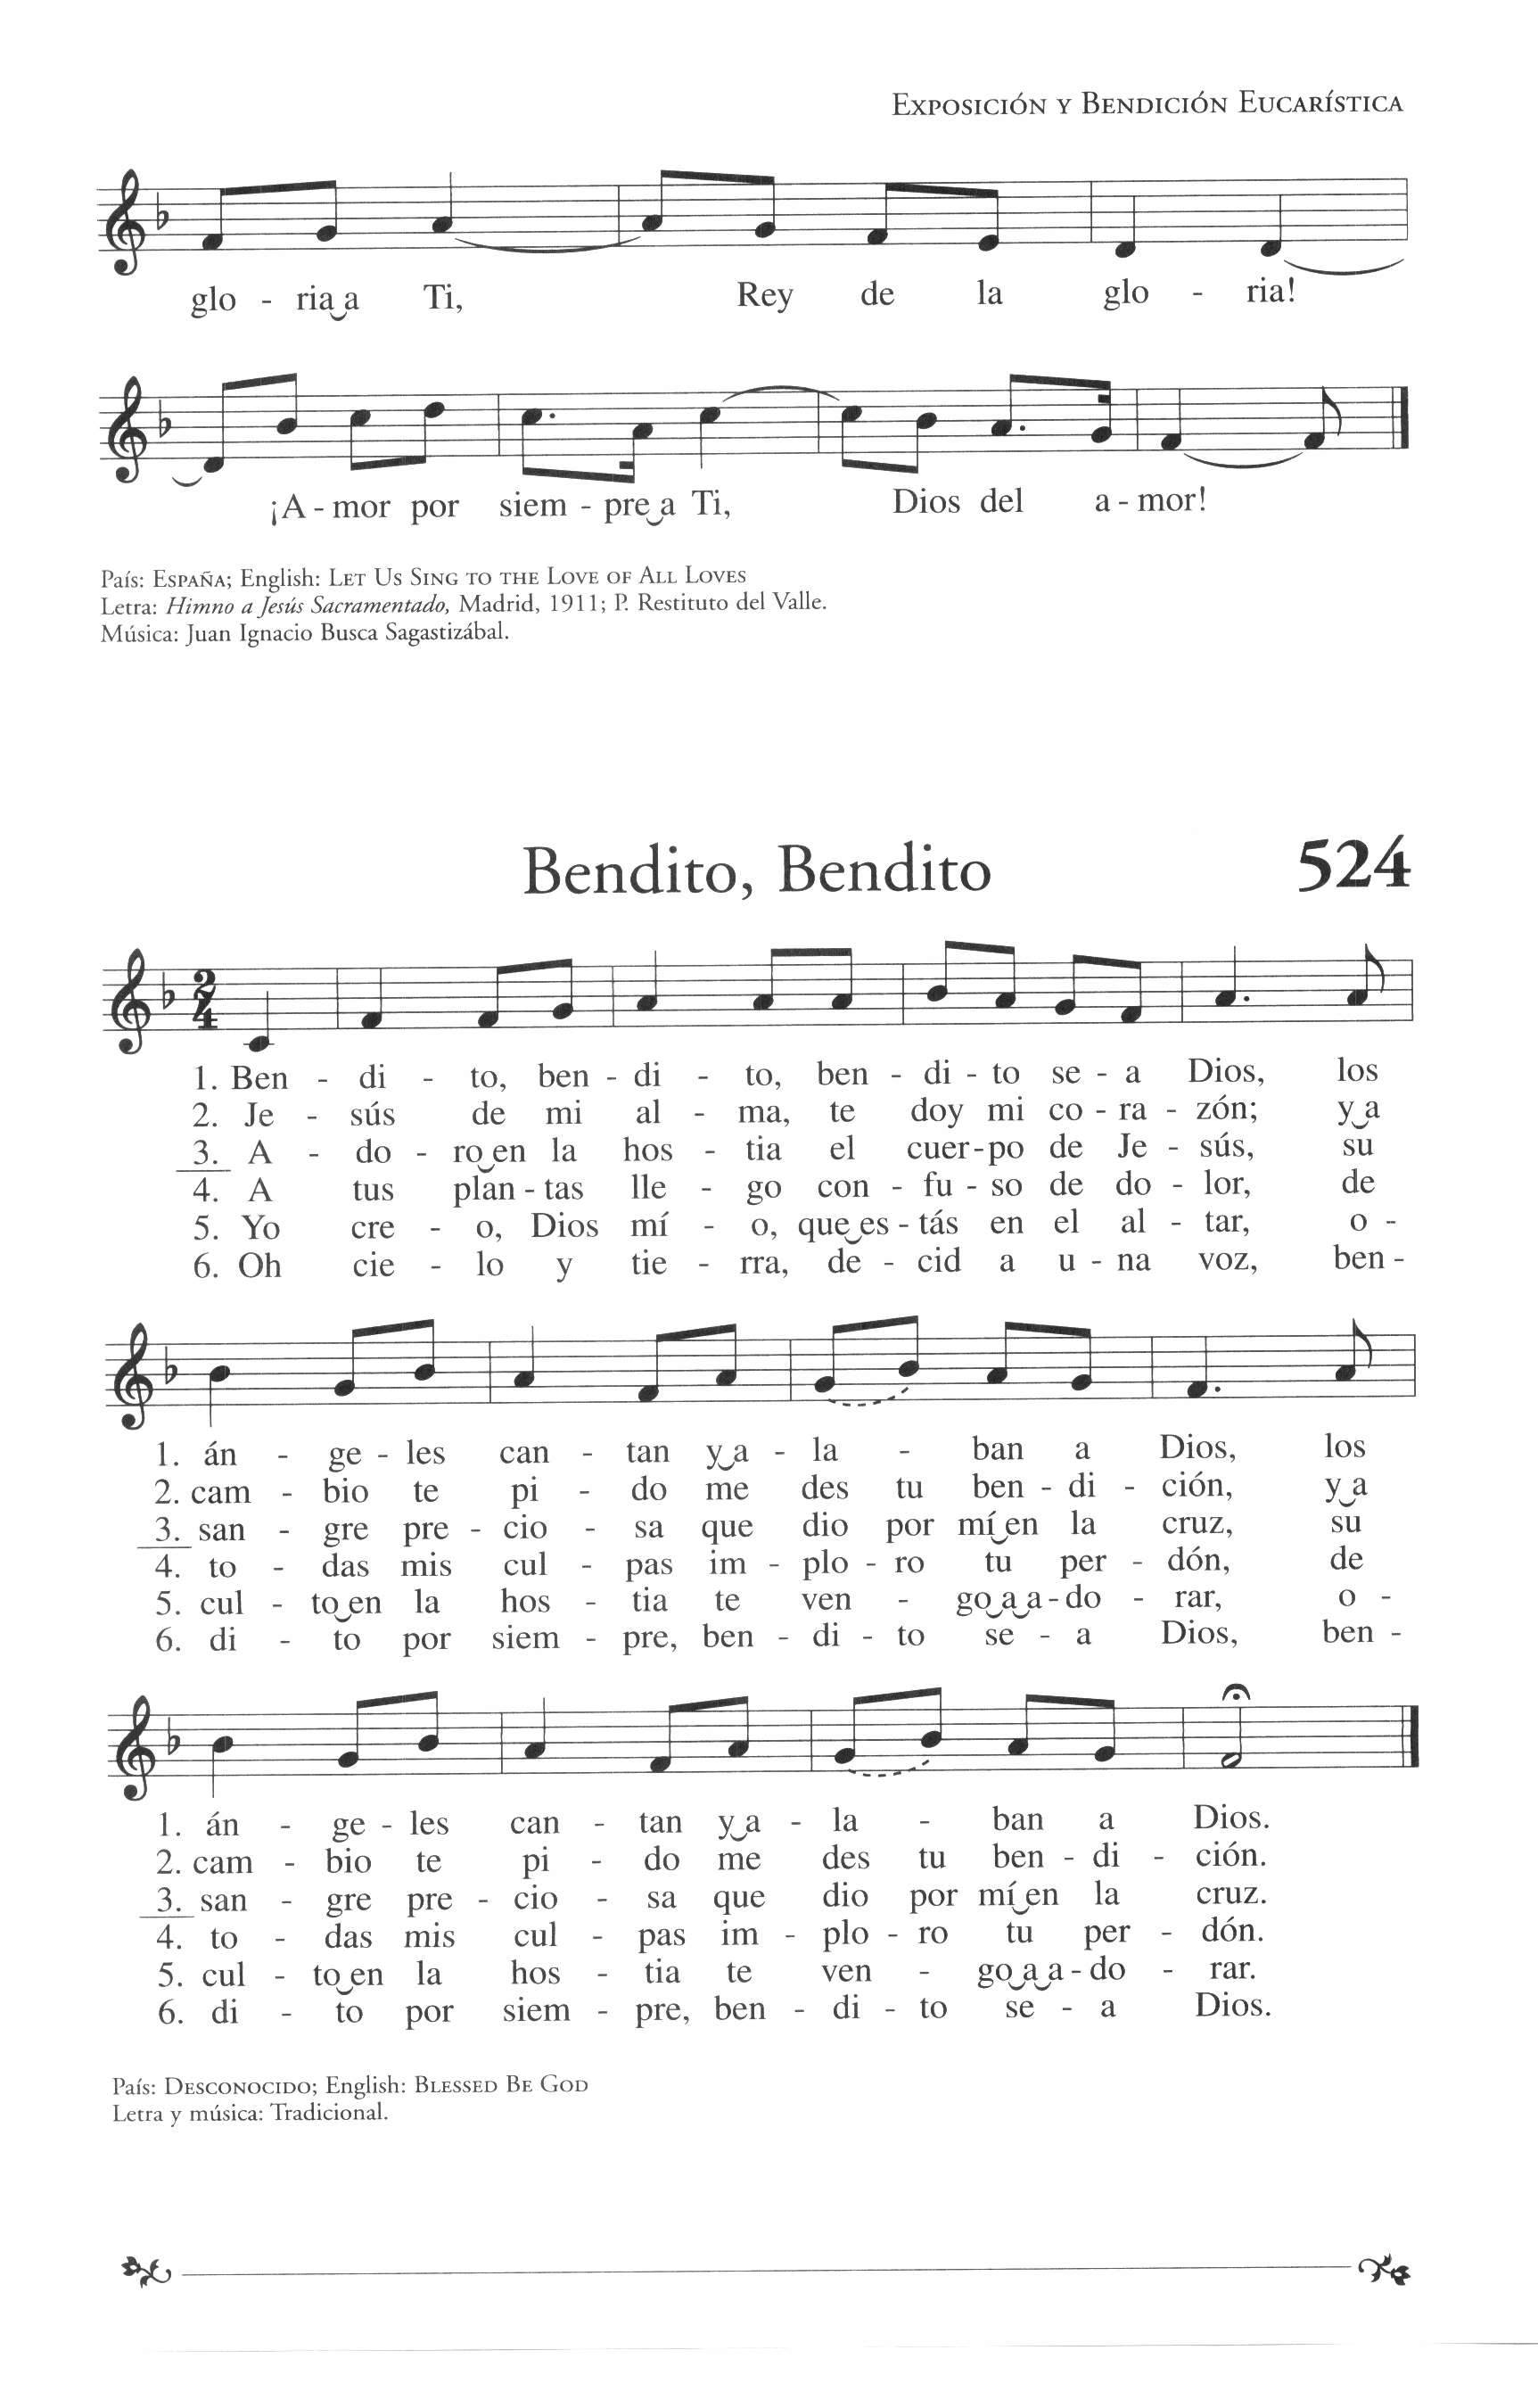 Exposición y Bendición Eucarística
glo - ria a Ti, Rey de la glo - ria!
¡A - mor por siem - pre a Ti, Dios del a - mor!
País: España; English: Let Us Sing to the Love of All Loves
Letra: Himno a Jesús Sacramentado, Madrid, 1911; P. Restituto del Valle.
Música: Juan Ignacio Busca Sagastizábal.
Bendito, Bendito 524
2
4
1. Ben - di - to, ben - di - to, ben - di - to se - a Dios, los
2. Je - sús de mi al - ma, te doy mi co - ra - zón; y a
3. A - do - ro en la hos - tia el cuer - po de Je - sús, su
4. A tus plan - tas lle - go con - fu - so de do - lor, de
5. Yo cre - o, Dios mí - o, que es - tás en el al - tar, o -
6. Oh cie - lo y tie - rra, de - cid a u - na voz, ben -
1. án - ge - les can - tan y a - la - ban a Dios, los
2. cam - bio te pi - do me des tu ben - di - ción, y a
3. san - gre pre - cio - sa que dio por mí en la cruz, su
4. to - das mis cul - pas im - plo - ro tu per - dón, de
5. cul - to en la hos - tia te ven - go a a - do - rar, o -
6. di - to por siem - pre, ben - di - to se - a Dios, ben -
1. án - ge - les can - tan y a - la - ban a Dios.
2. cam - bio te pi - do me des tu ben - di - ción.
3. san - gre pre - cio - sa que dio por mí en la cruz.
4. to - das mis cul - pas im - plo - ro tu per - dón.
5. cul - to en la hos - tia te ven - go a a - do - rar.
6. di - to por siem - pre, ben - di - to se - a Dios.
País: Desconocido; English: Blessed Be God
Letra y música: Tradicional.